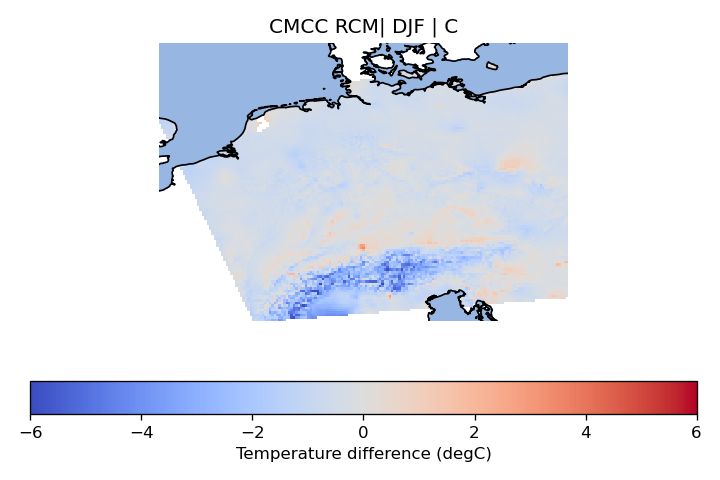 CMCC RCM| DJF | C
−6 −4 −2 0 2 4 6
Temperature difference (degC)